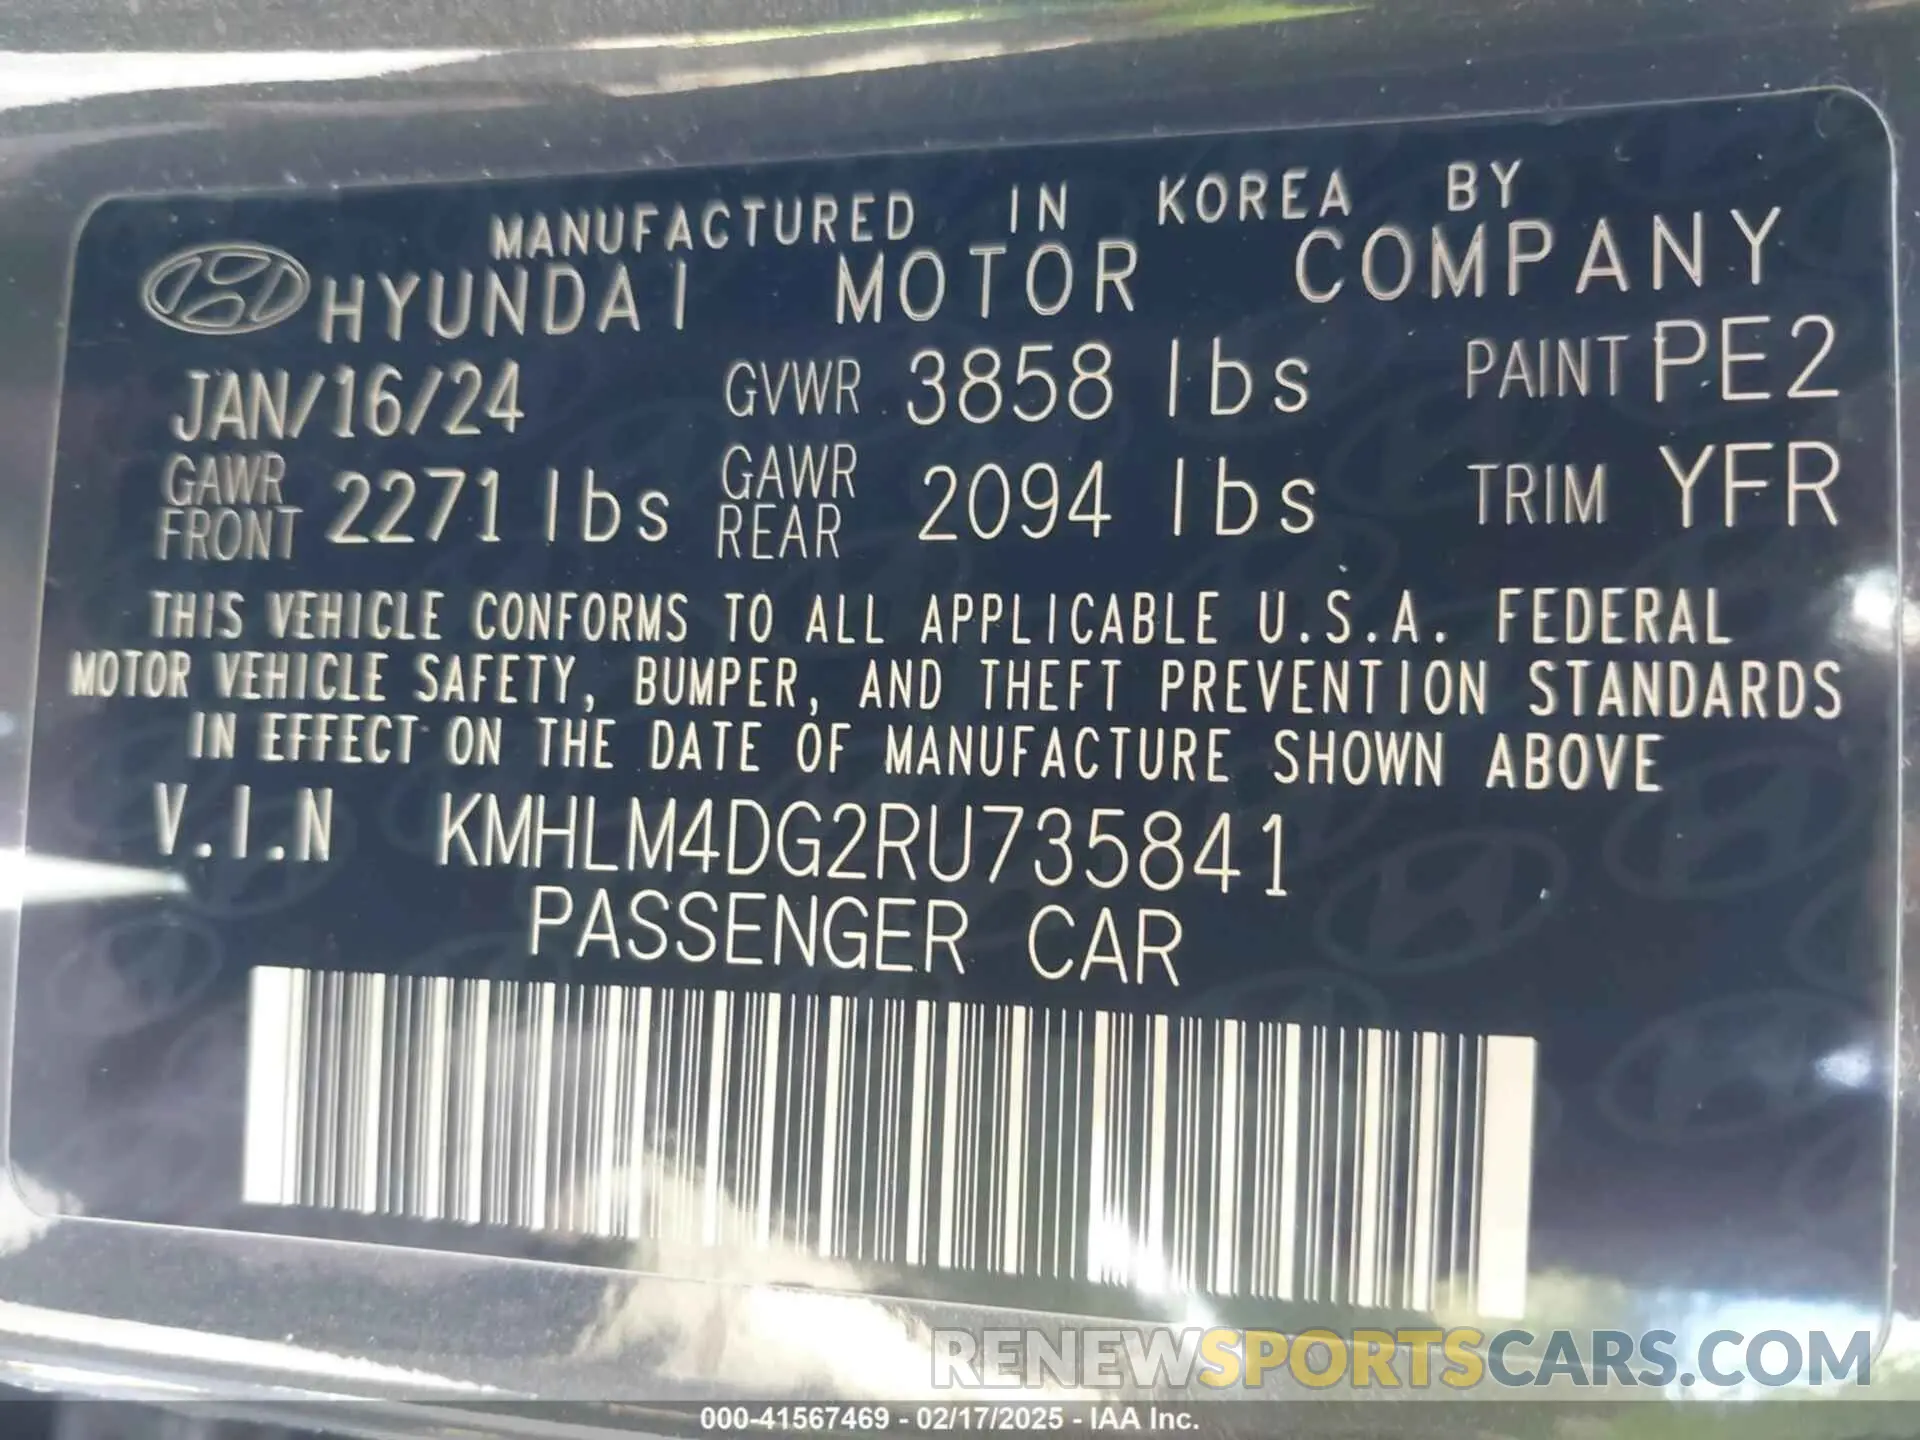 MANUFACTURED IN KOREA BY
HYUNDAI MOTOR COMPANY
JAN/16/24 GVWR 3858 lbs PAINT PE2
GAWR FRONT 2271 lbs GAWR REAR 2094 lbs TRIM YFR
THIS VEHICLE CONFORMS TO ALL APPLICABLE U.S.A. FEDERAL
MOTOR VEHICLE SAFETY, BUMPER, AND THEFT PREVENTION STANDARDS
IN EFFECT ON THE DATE OF MANUFACTURE SHOWN ABOVE
V.I.N KMHLM4DG2RU735841
PASSENGER CAR
RENEWSPORTSCARS.COM
000-41567469 - 02/17/2025 - IAA Inc.